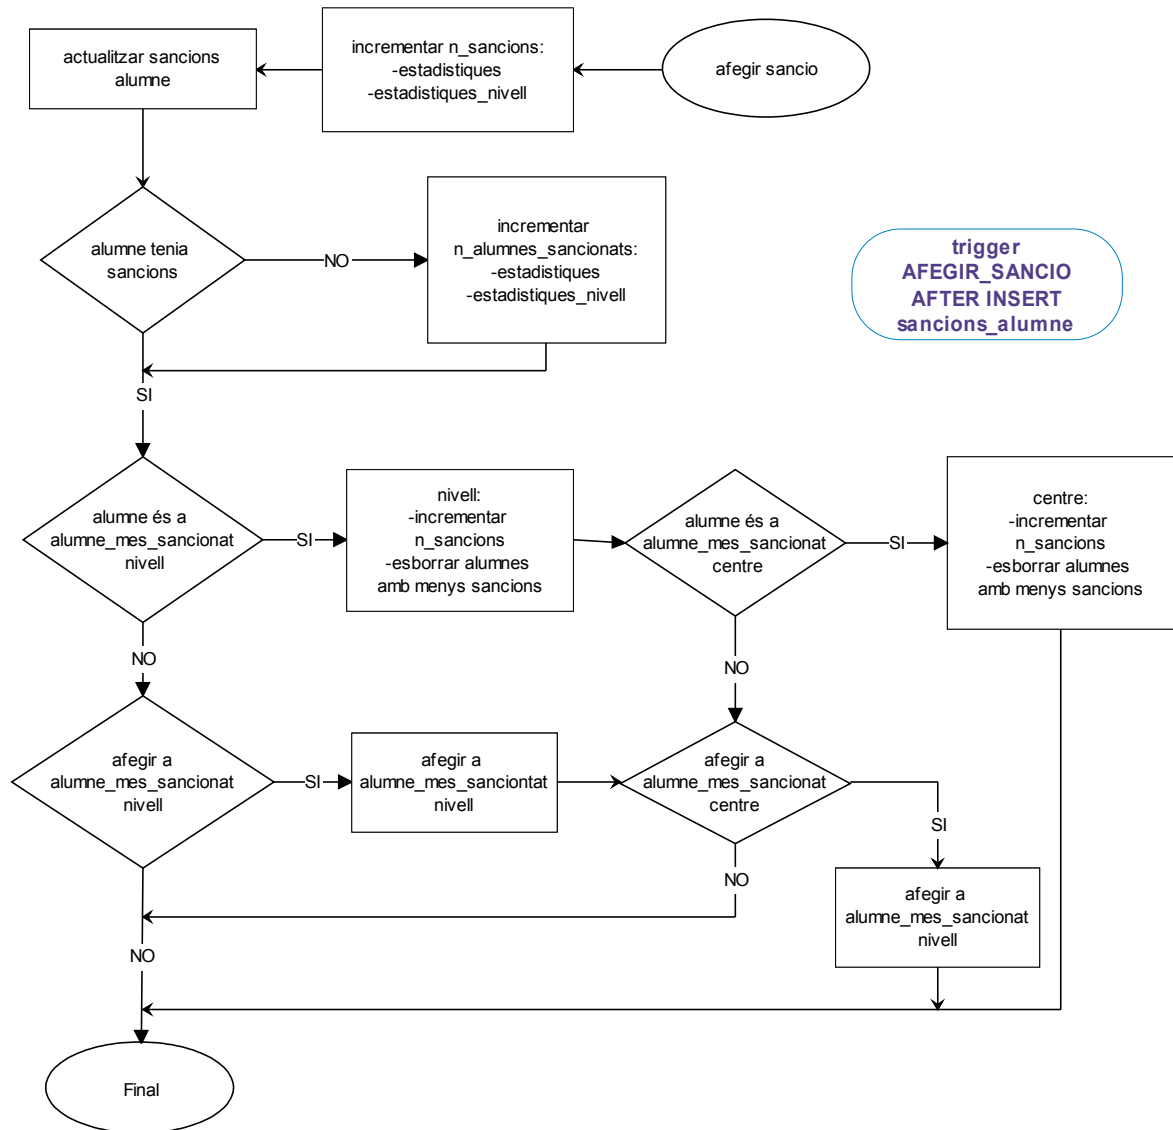 actualitzar sancions
alumne
incrementar n_sancions:
-estadistiques
-estadistiques_nivell
afegir sancio
alumne tenia
sancions
NO
incrementar
n_alumnes_sancionats:
-estadistiques
-estadistiques_nivell
trigger
AFEGIR_SANCIO
AFTER INSERT
sancions_alumne
SI
alumne és a
alumne_mes_sancionat
nivell
SI
nivell:
-incrementar
n_sancions
-esborrar alumnes
amb menys sancions
alumne és a
alumne_mes_sancionat
centre
SI
centre:
-incrementar
n_sancions
-esborrar alumnes
amb menys sancions
NO
NO
afegir a
alumne_mes_sancionat
nivell
SI
afegir a
alumne_mes_sanciontat
nivell
afegir a
alumne_mes_sancionat
centre
SI
NO
afegir a
alumne_mes_sancionat
nivell
NO
Final